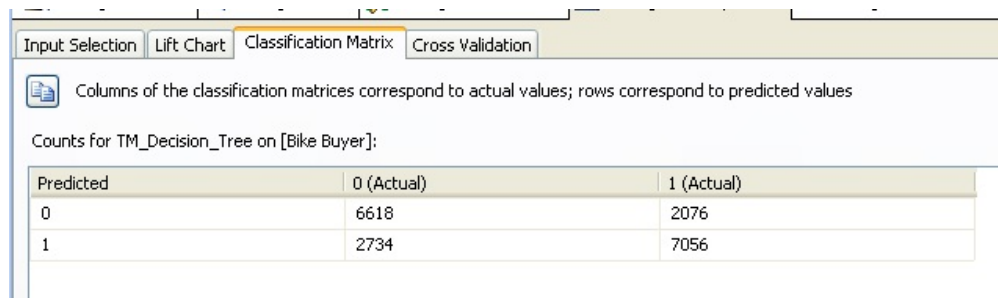 Input Selection Lift Chart Classification Matrix Cross Validation
Columns of the classification matrices correspond to actual values; rows correspond to predicted values
Counts for TM_Decision_Tree on [Bike Buyer]:
Predicted 0 (Actual) 1 (Actual)
0 6618 2076
1 2734 7056